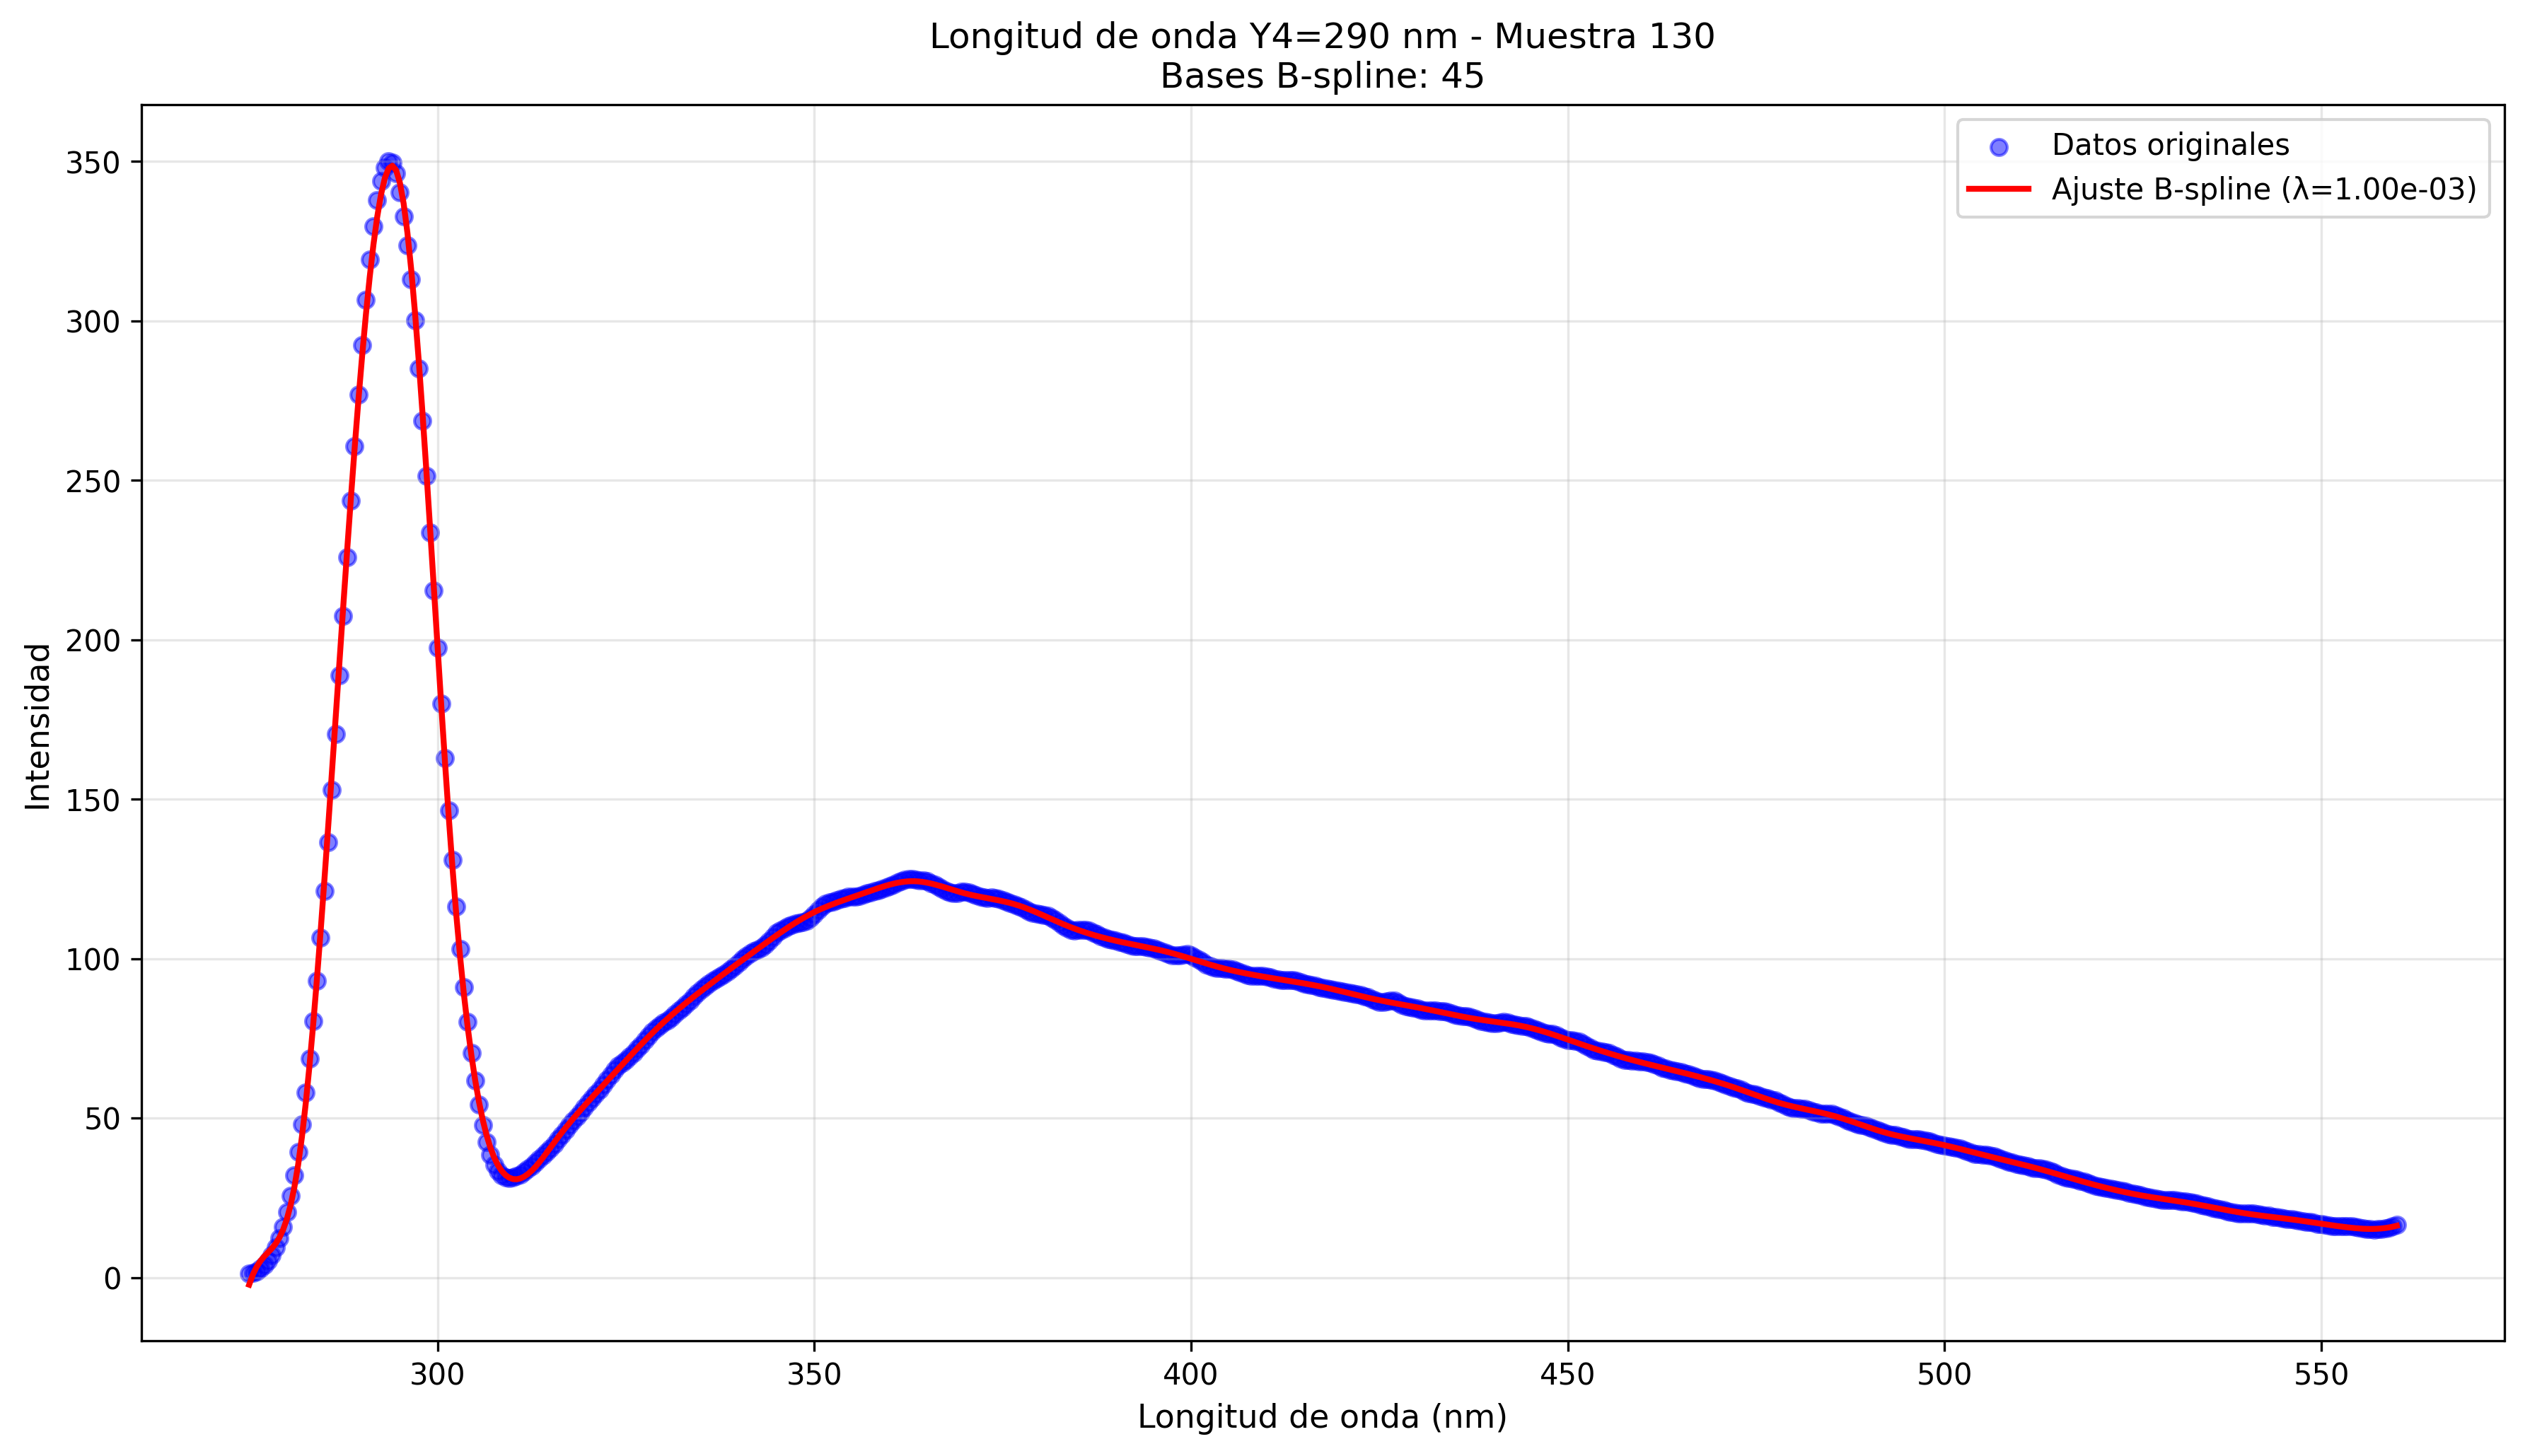 Longitud de onda Y4=290 nm - Muestra 130
Bases B-spline: 45
Datos originales
Ajuste B-spline (λ=1.00e-03)
Intensidad
350
300
250
200
150
100
50
0
300 350 400 450 500 550
Longitud de onda (nm)